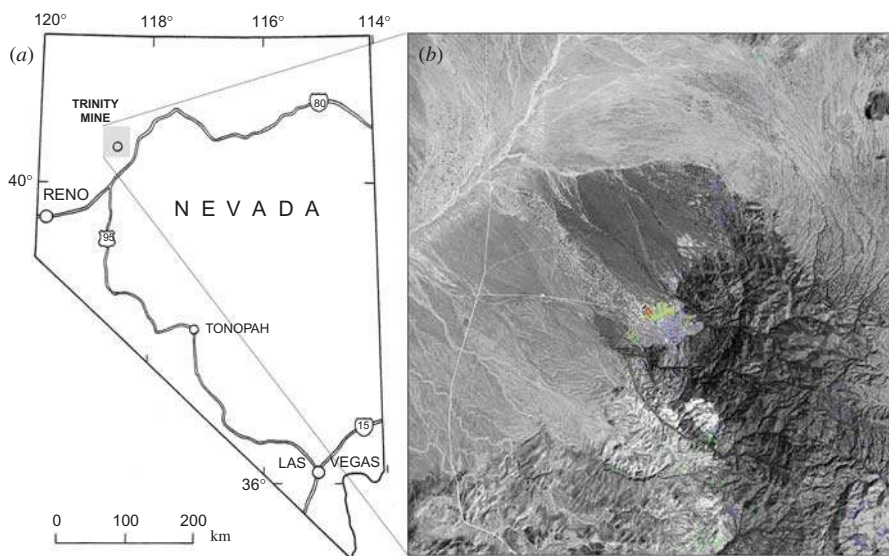 120° 118° 116° 114°
(a)
(b)
TRINITY
MINE
80
40°
RENO
NEVADA
95
TONOPAH
15
LAS VEGAS
36°
0 100 200
km